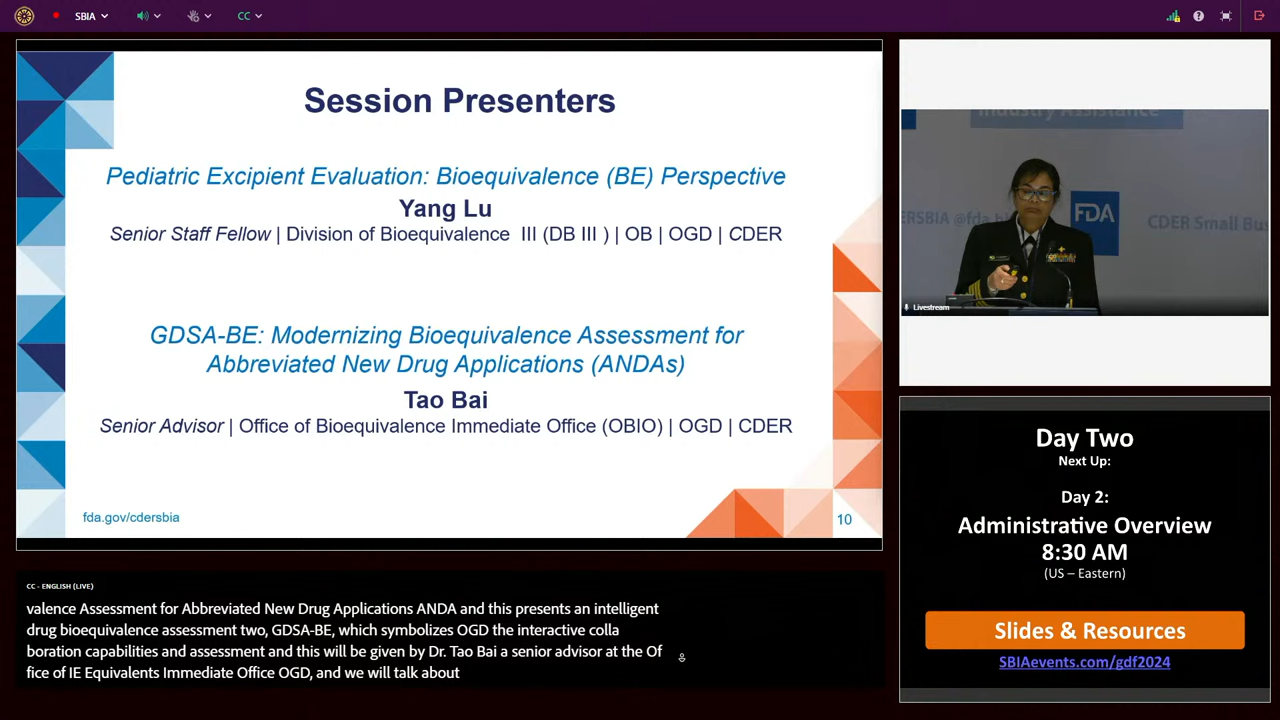 SBIA
CC
Session Presenters
Pediatric Excipient Evaluation: Bioequivalence (BE) Perspective
Yang Lu
Senior Staff Fellow | Division of Bioequivalence III (DB III ) | OB | OGD | CDER
GDSA-BE: Modernizing Bioequivalence Assessment for
Abbreviated New Drug Applications (ANDAs)
Tao Bai
Senior Advisor | Office of Bioequivalence Immediate Office (OBIO) | OGD | CDER
fda.gov/cdersbia
10
Industry Assistance
FDA
CDER Small Bus
Livestream
Day Two
Next Up:
Day 2:
Administrative Overview
8:30 AM
(US – Eastern)
Slides & Resources
SBIAevents.com/gdf2024
CC - ENGLISH (LIVE)
valence Assessment for Abbreviated New Drug Applications ANDA and this presents an intelligent
drug bioequivalence assessment two, GDSA-BE, which symbolizes OGD the interactive colla
boration capabilities and assessment and this will be given by Dr. Tao Bai a senior advisor at the Of
fice of IE Equivalents Immediate Office OGD, and we will talk about